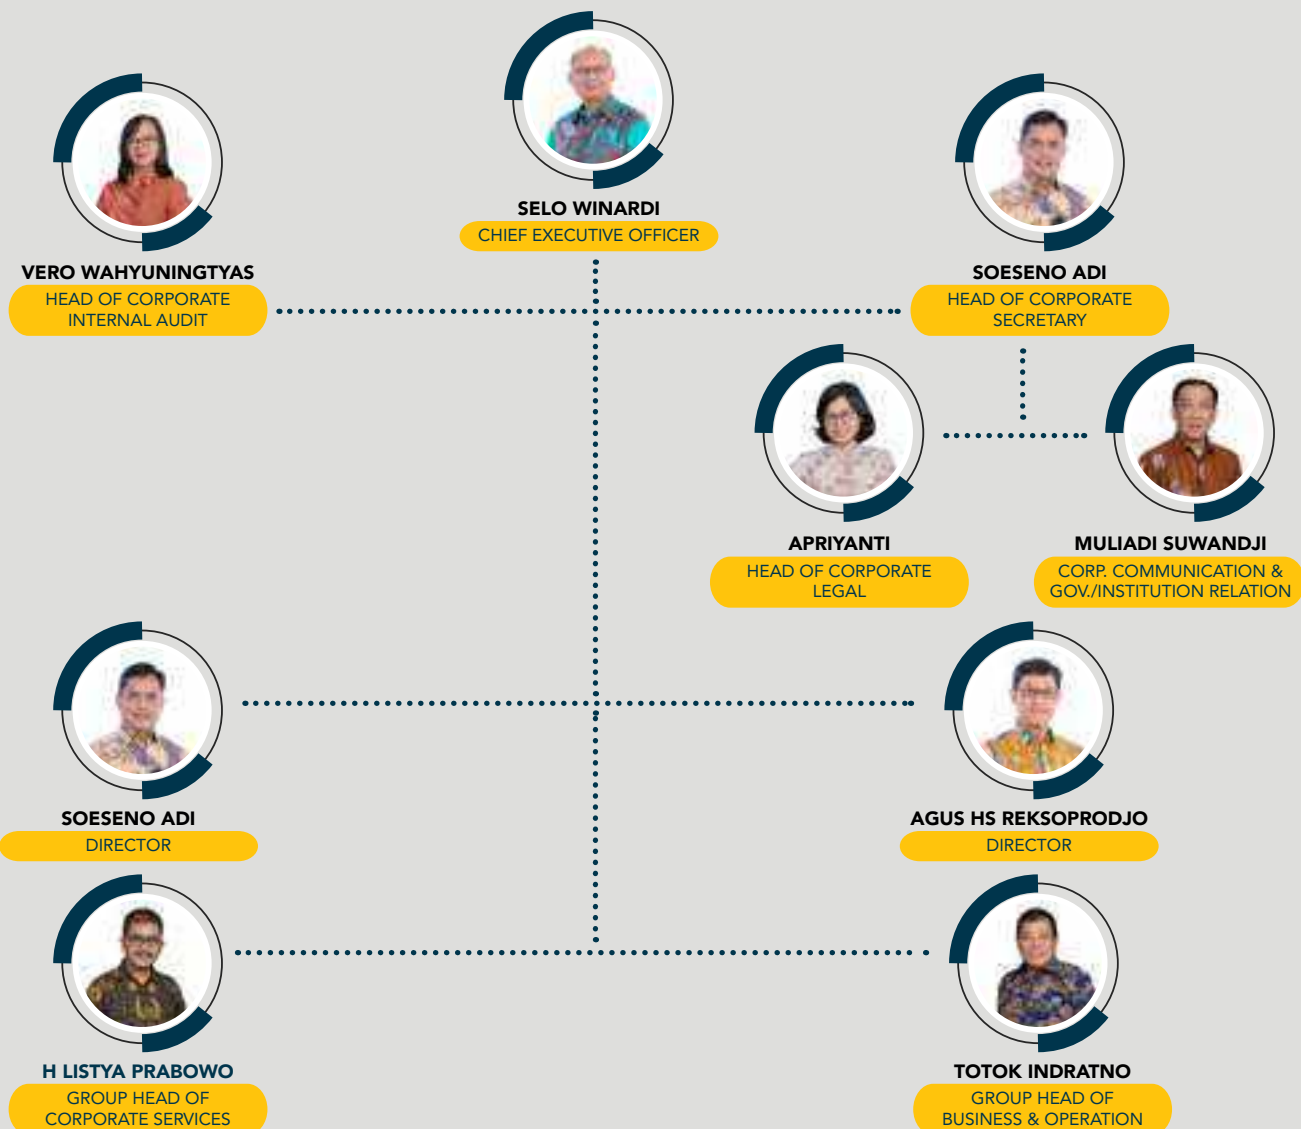 SELO WINARDI
CHIEF EXECUTIVE OFFICER
VERO WAHYUNINGTYAS
HEAD OF CORPORATE
INTERNAL AUDIT
SOESENO ADI
HEAD OF CORPORATE
SECRETARY
APRIYANTI
HEAD OF CORPORATE
LEGAL
MULIADI SUWANDJI
CORP. COMMUNICATION &
GOV./INSTITUTION RELATION
SOESENO ADI
DIRECTOR
AGUS HS REKSOPRODJO
DIRECTOR
H LISTYA PRABOWO
GROUP HEAD OF
CORPORATE SERVICES
TOTOK INDRATNO
GROUP HEAD OF
BUSINESS & OPERATION